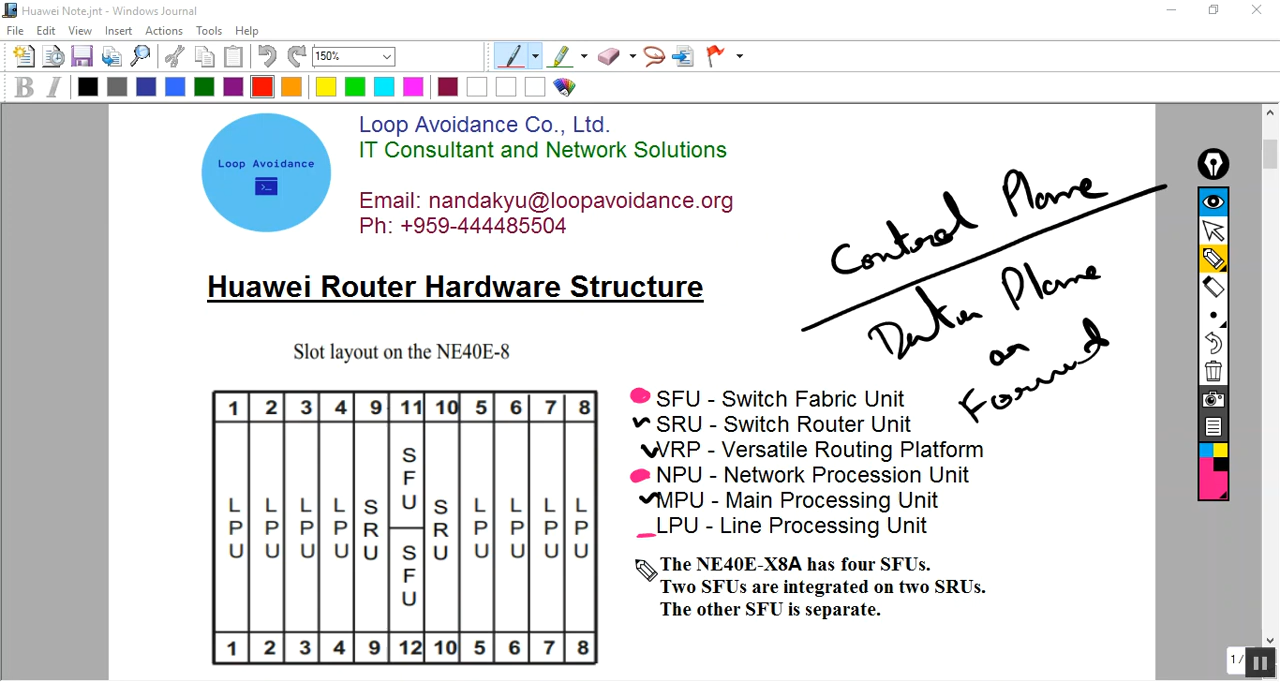 Huawei Note.jnt - Windows Journal
File Edit View Insert Actions Tools Help
150%
B I
Loop Avoidance
>_
Loop Avoidance Co., Ltd.
IT Consultant and Network Solutions
Email: nandakyu@loopavoidance.org
Ph: +959-444485504
Control Plane
Plane
or
Huawei Router Hardware Structure
Slot layout on the NE40E-8
1 2 3 4 9 11 10 5 6 7 8
LPU LPU LPU LPU SRU SFU SFU SRU LPU LPU LPU LPU
1 2 3 4 9 12 10 5 6 7 8
SFU - Switch Fabric Unit
SRU - Switch Router Unit
VRP - Versatile Routing Platform
NPU - Network Procession Unit
MPU - Main Processing Unit
LPU - Line Processing Unit
The NE40E-X8A has four SFUs.
Two SFUs are integrated on two SRUs.
The other SFU is separate.
1/